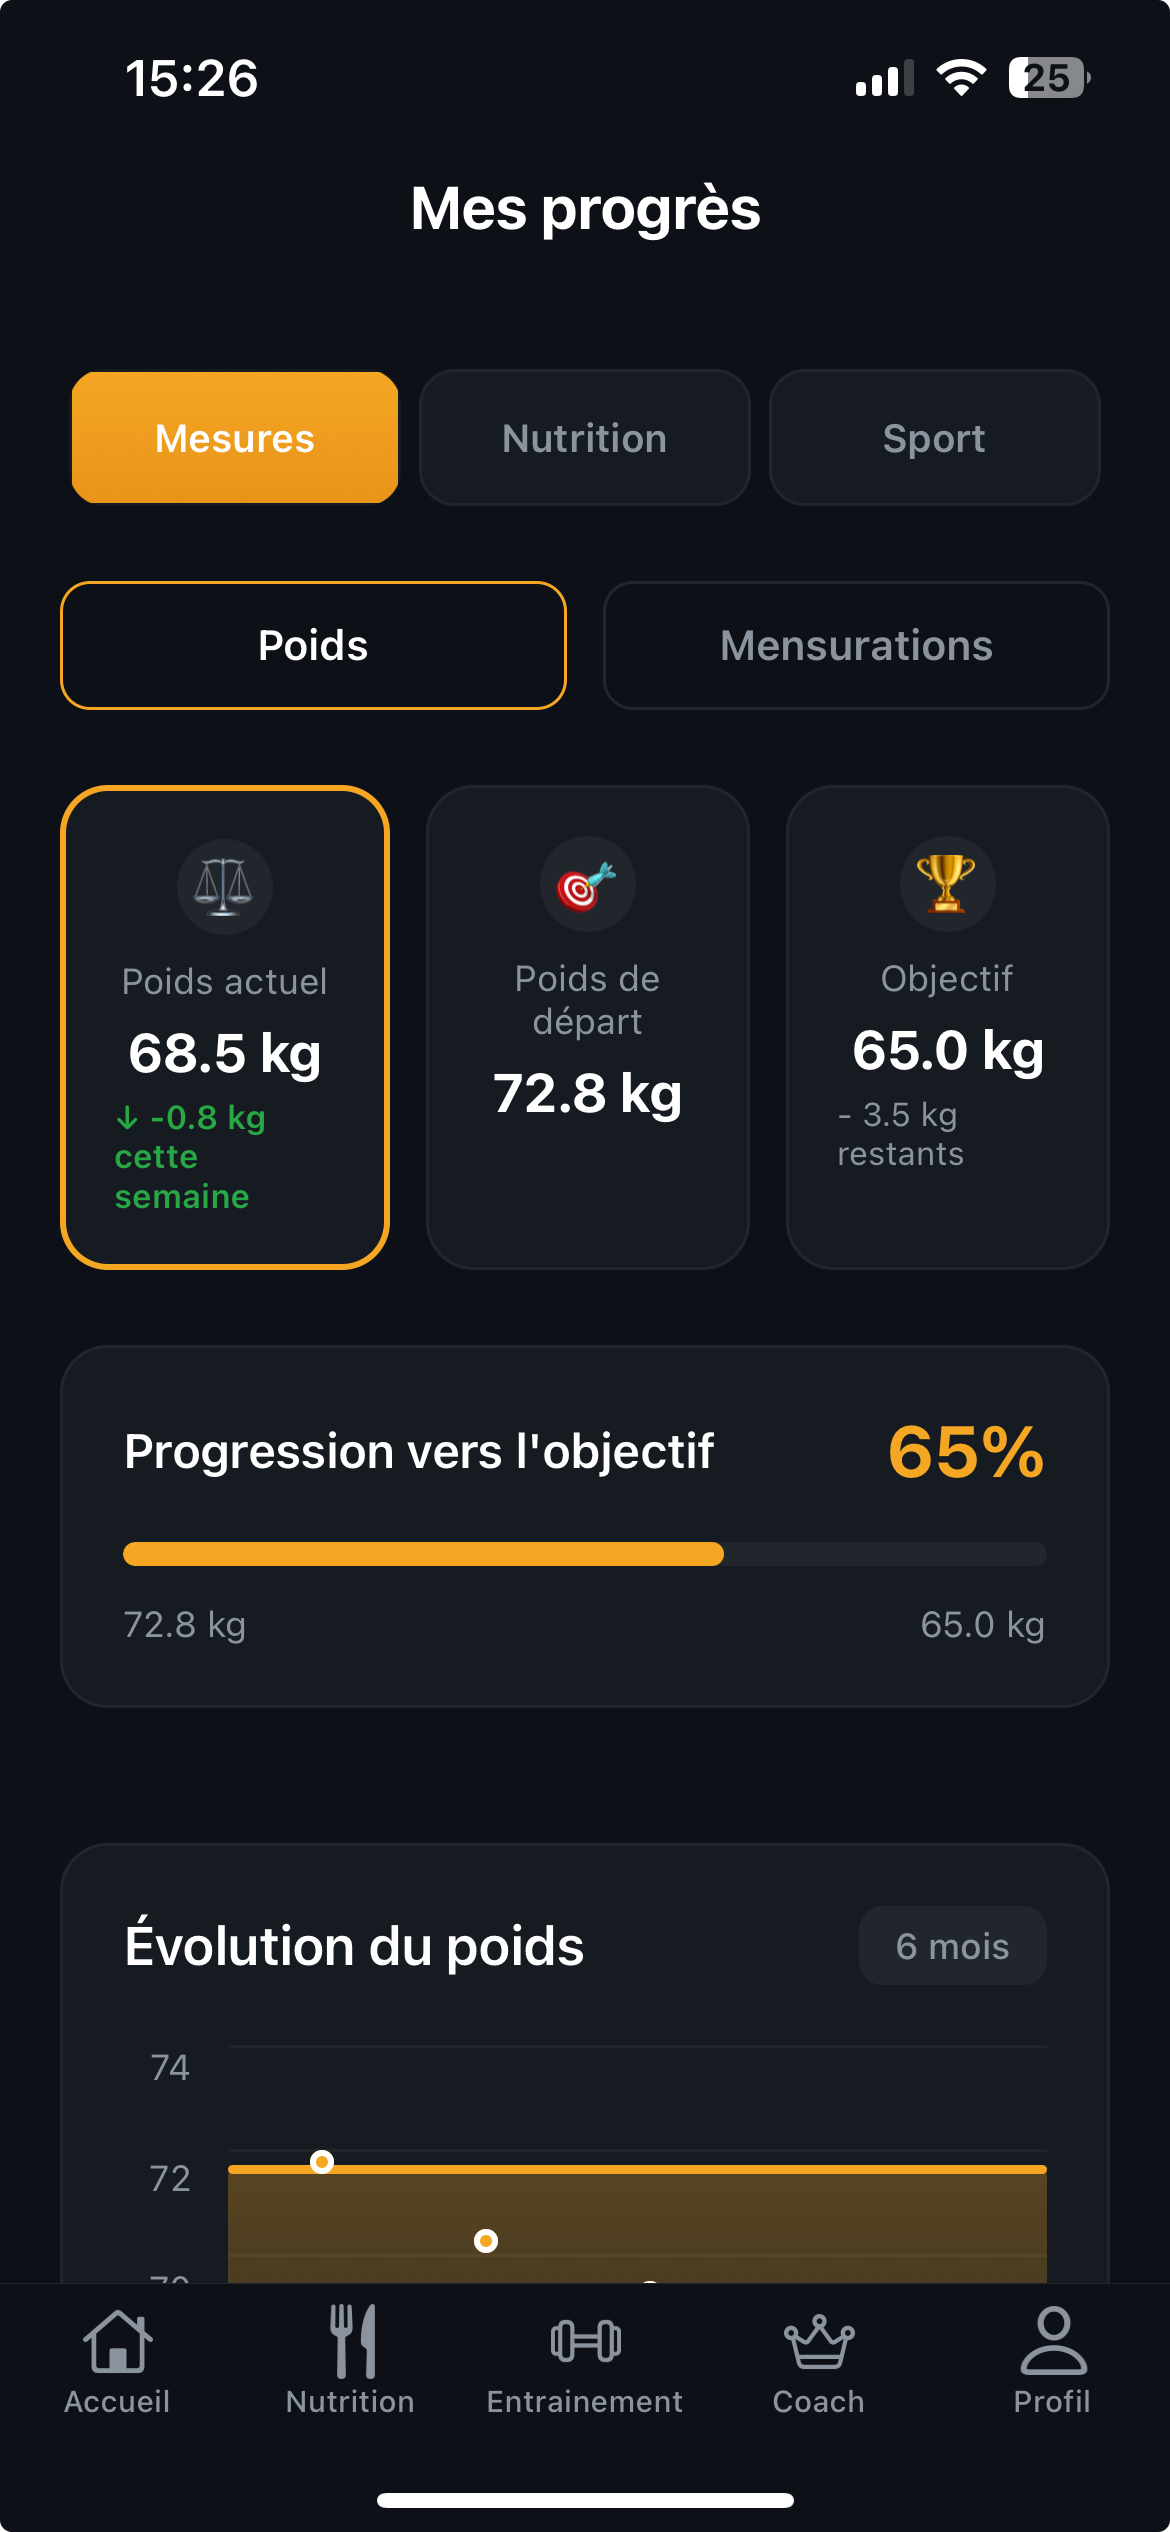 15:26
25
Mes progrès
Mesures
Nutrition
Sport
Poids
Mensurations
Poids actuel
68.5 kg
↓ -0.8 kg
cette
semaine
Poids de
départ
72.8 kg
Objectif
65.0 kg
- 3.5 kg
restants
Progression vers l'objectif
65%
72.8 kg
65.0 kg
Évolution du poids
6 mois
74
72
Accueil
Nutrition
Entrainement
Coach
Profil